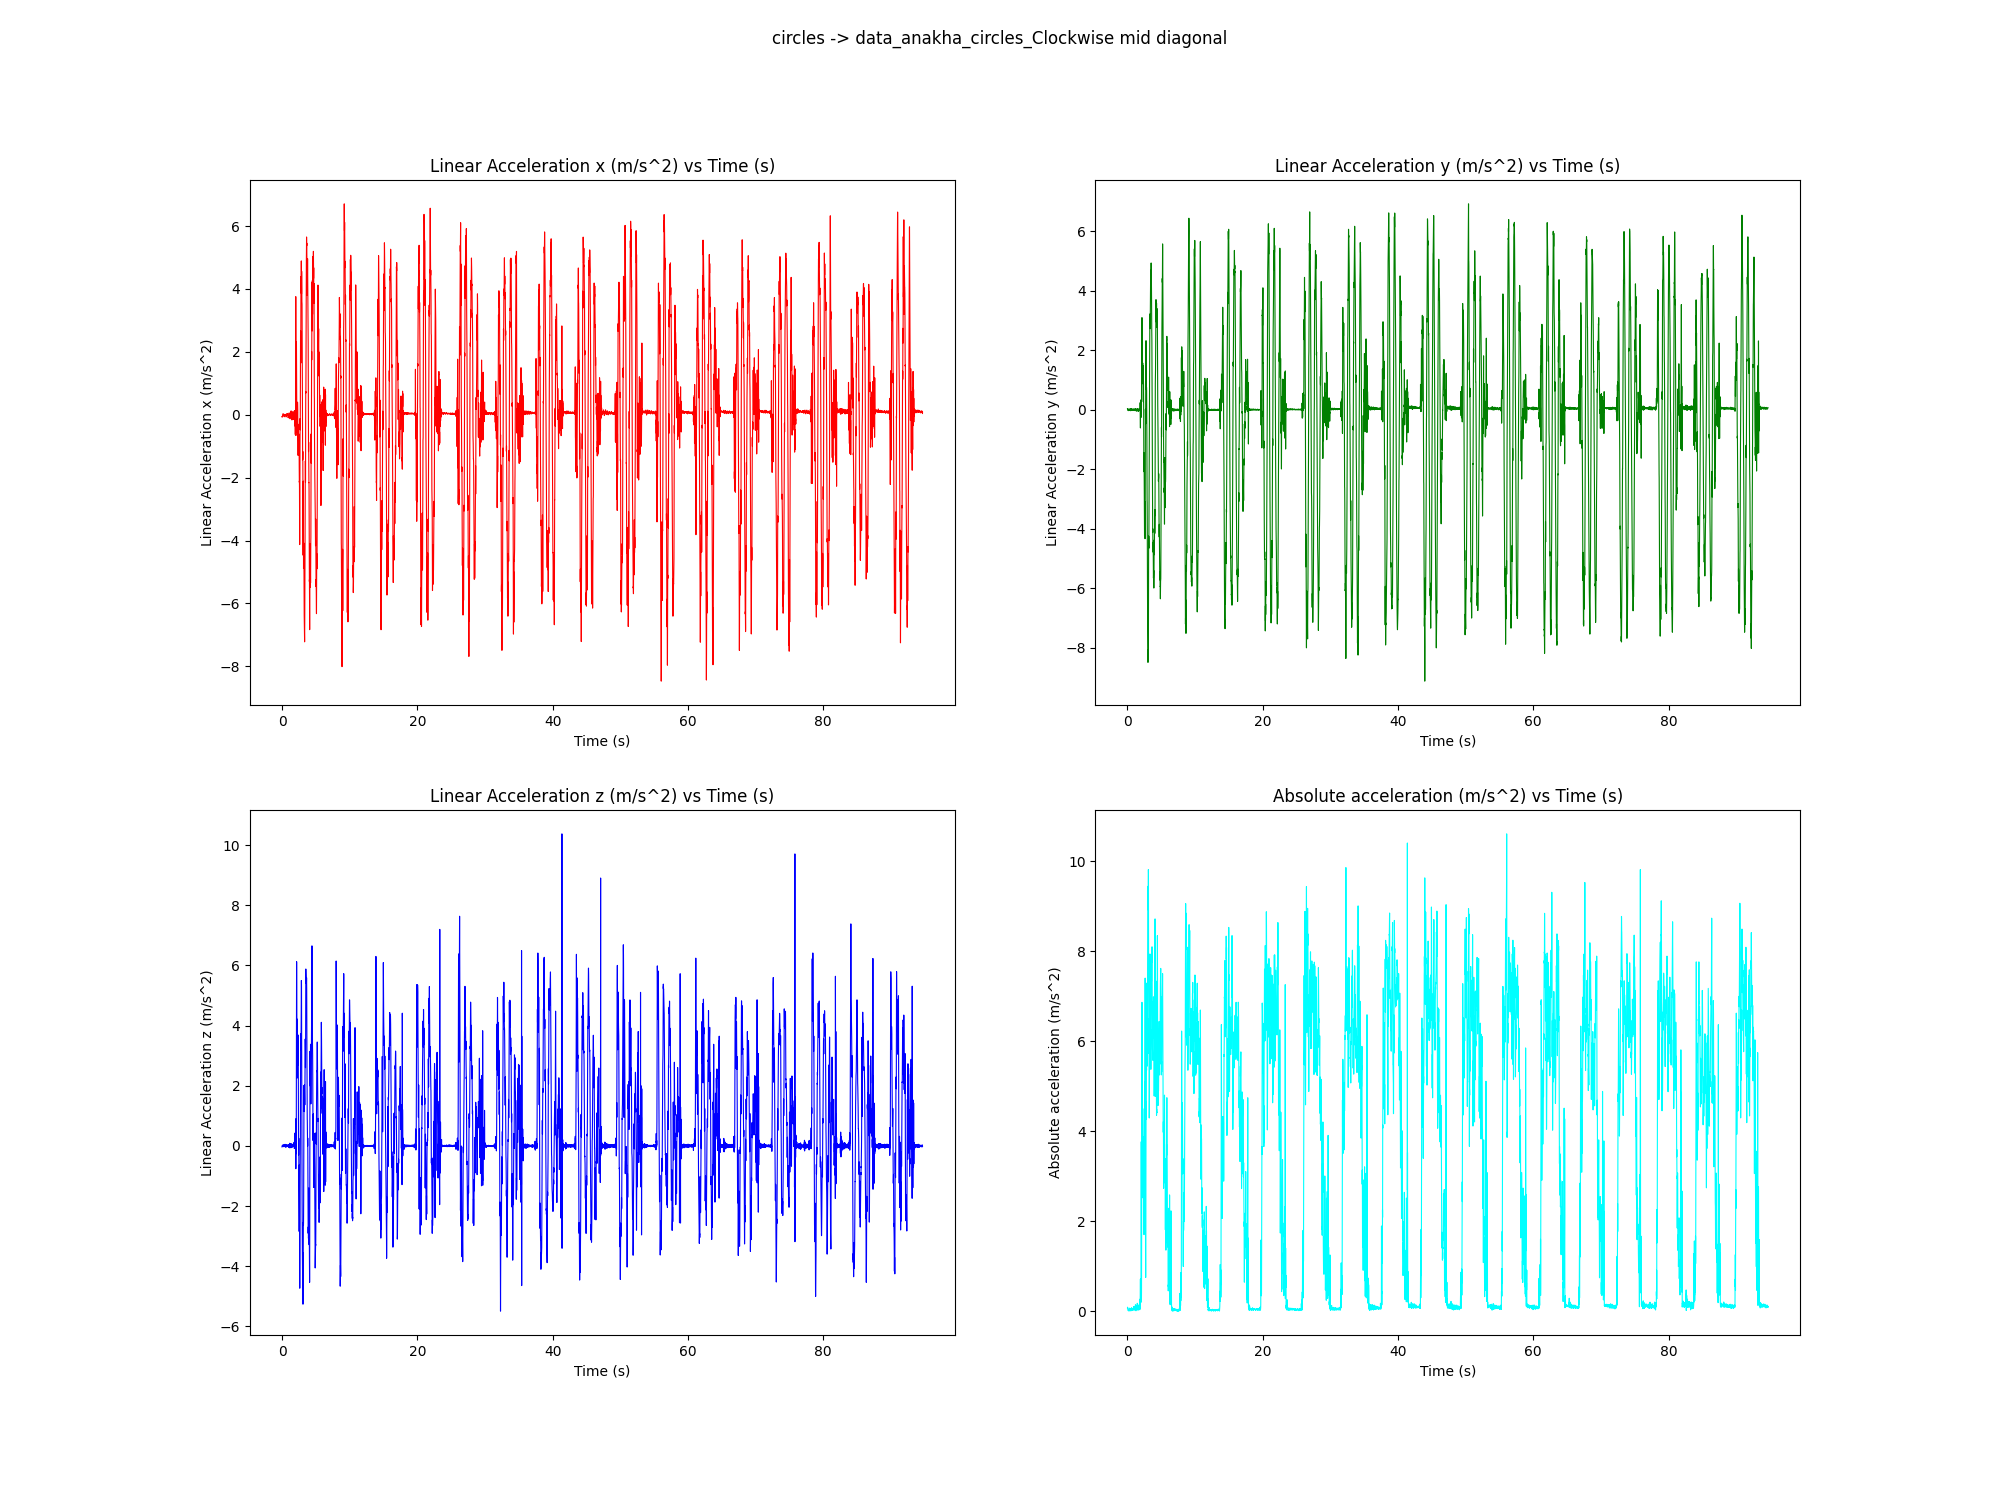 circles -> data_anakha_circles_Clockwise mid diagonal
Linear Acceleration x (m/s^2) vs Time (s)
Linear Acceleration x (m/s^2)
6
4
2
0
−2
−4
−6
−8
0 20 40 60 80
Time (s)
Linear Acceleration y (m/s^2) vs Time (s)
Linear Acceleration y (m/s^2)
6
4
2
0
−2
−4
−6
−8
0 20 40 60 80
Time (s)
Linear Acceleration z (m/s^2) vs Time (s)
Linear Acceleration z (m/s^2)
10
8
6
4
2
0
−2
−4
−6
0 20 40 60 80
Time (s)
Absolute acceleration (m/s^2) vs Time (s)
Absolute acceleration (m/s^2)
10
8
6
4
2
0
0 20 40 60 80
Time (s)